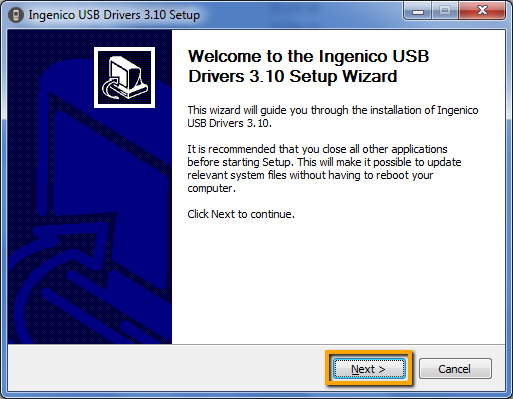 Ingenico USB Drivers 3.10 Setup
Welcome to the Ingenico USB
Drivers 3.10 Setup Wizard
This wizard will guide you through the installation of Ingenico
USB Drivers 3.10.
It is recommended that you close all other applications
before starting Setup. This will make it possible to update
relevant system files without having to reboot your
computer.
Click Next to continue.
Next >
Cancel